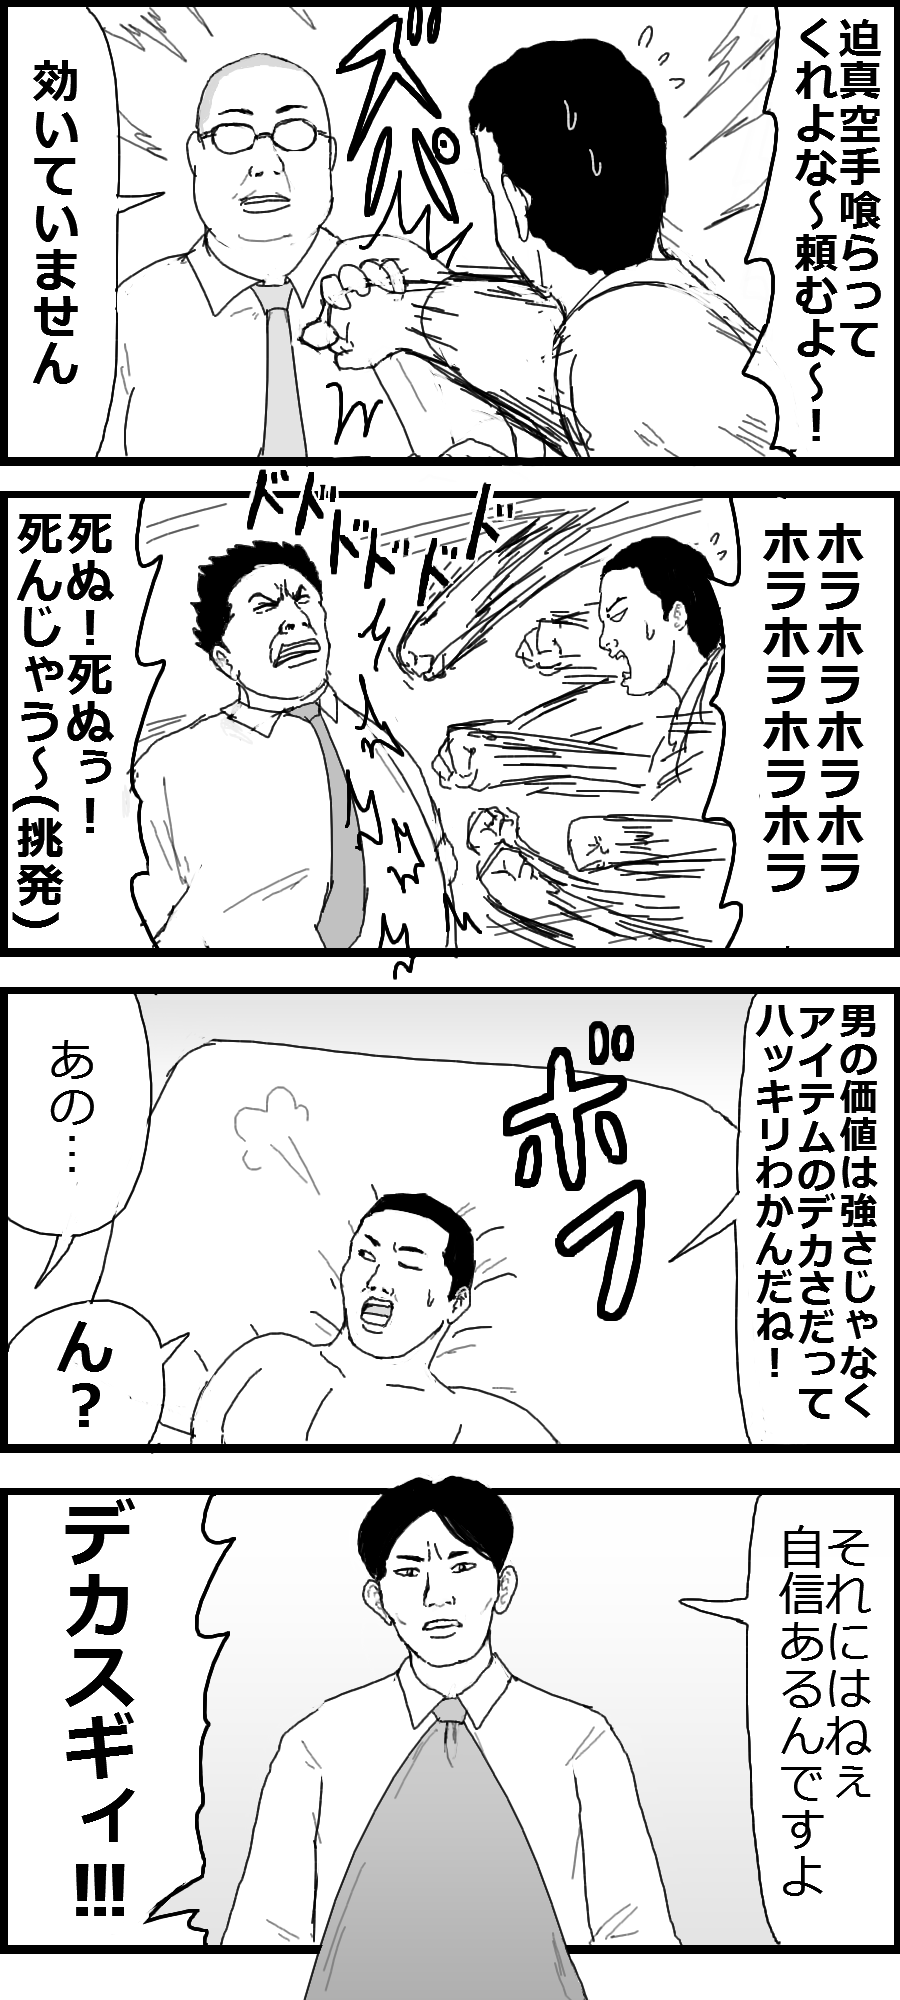 迫真空手喰らって
くれよな～頼むよ～！
ズバパ
効いていません
ホラホラホラホラ
ホラホラホラホラ
ドドドドドド
死ぬ！死ぬぅ！
死んじゃう～(挑発)
男の価値は強さじゃなく
アイテムのデカさだって
ハッキリわかんだね！
ボフ
あの…
ん？
それにはねぇ
自信あるんですよ
デカスギィ!!!